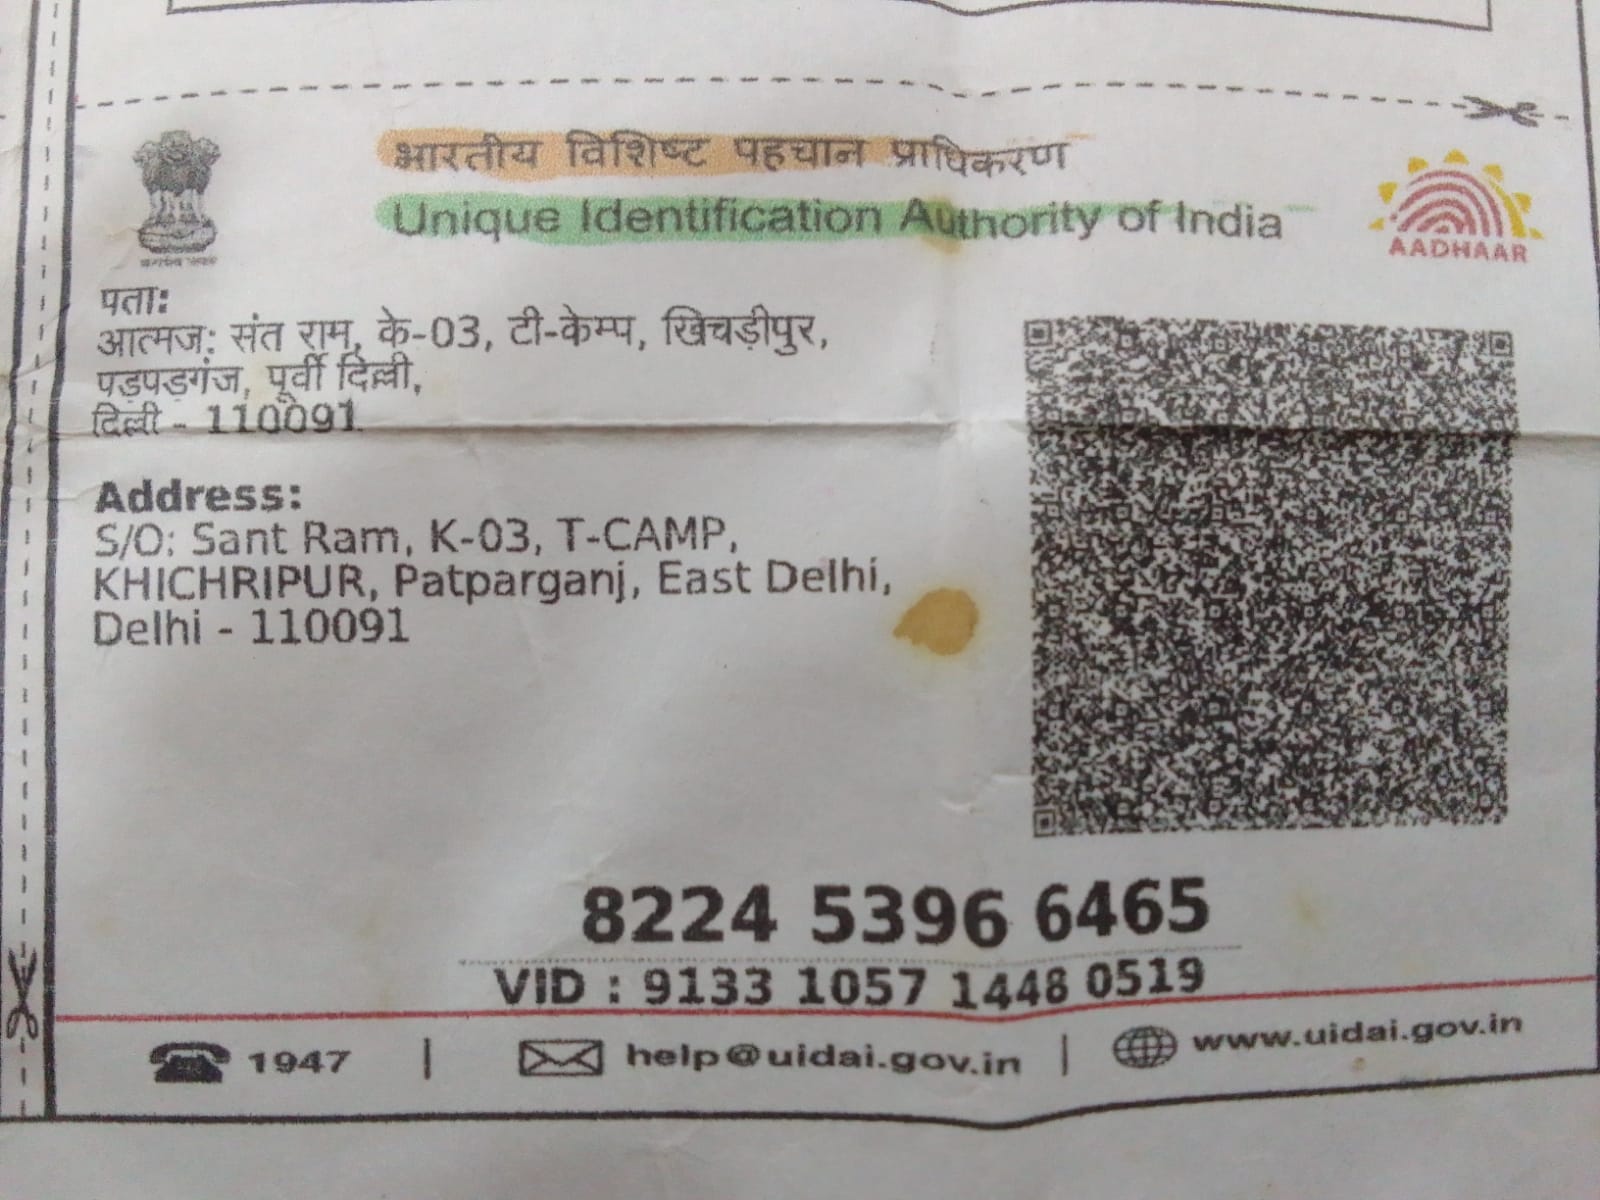 भारतीय विशिष्ट पहचान प्राधिकरण
Unique Identification Authority of India
AADHAAR
पता:
आत्मज: संत राम, के-03, टी-केम्प, खिचड़ीपुर,
पड़पड़गंज, पूर्वी दिल्ली,
दिल्ली - 110091
Address:
S/O: Sant Ram, K-03, T-CAMP,
KHICHRIPUR, Patparganj, East Delhi,
Delhi - 110091
8224 5396 6465
VID : 9133 1057 1448 0519
1947 | help@uidai.gov.in | www.uidai.gov.in